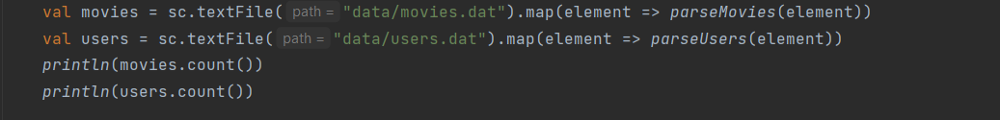 val movies = sc.textFile( path = "data/movies.dat").map(element => parseMovies(element))
val users = sc.textFile( path = "data/users.dat").map(element => parseUsers(element))
println(movies.count())
println(users.count())